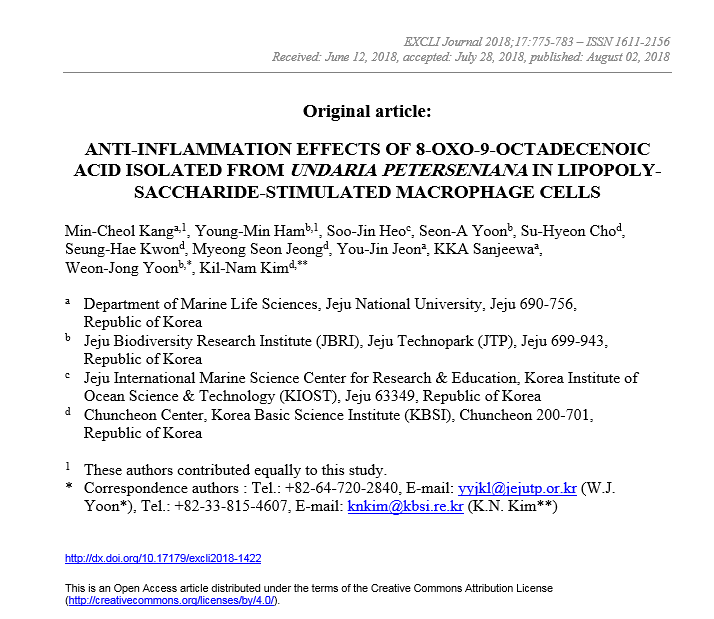 EXCLI Journal 2018;17:775-783 – ISSN 1611-2156
Received: June 12, 2018, accepted: July 28, 2018, published: August 02, 2018
Original article:
ANTI-INFLAMMATION EFFECTS OF 8-OXO-9-OCTADECENOIC
ACID ISOLATED FROM UNDARIA PETERSENIANA IN LIPOPOLY-
SACCHARIDE-STIMULATED MACROPHAGE CELLS
Min-Cheol Kangª,¹, Young-Min Hamᵇ,¹, Soo-Jin Heoᶜ, Seon-A Yoonᵇ, Su-Hyeon Choᵈ,
Seung-Hae Kwonᵈ, Myeong Seon Jeongᵈ, You-Jin Jeonª, KKA Sanjeewaª,
Weon-Jong Yoonᵇ,*, Kil-Nam Kimᵈ,**
ª Department of Marine Life Sciences, Jeju National University, Jeju 690-756,
Republic of Korea
ᵇ Jeju Biodiversity Research Institute (JBRI), Jeju Technopark (JTP), Jeju 699-943,
Republic of Korea
ᶜ Jeju International Marine Science Center for Research & Education, Korea Institute of
Ocean Science & Technology (KIOST), Jeju 63349, Republic of Korea
ᵈ Chuncheon Center, Korea Basic Science Institute (KBSI), Chuncheon 200-701,
Republic of Korea
¹ These authors contributed equally to this study.
* Correspondence authors : Tel.: +82-64-720-2840, E-mail: yvjkl@jejutp.or.kr (W.J.
Yoon*), Tel.: +82-33-815-4607, E-mail: knkim@kbsi.re.kr (K.N. Kim**)
http://dx.doi.org/10.17179/excli2018-1422
This is an Open Access article distributed under the terms of the Creative Commons Attribution License
(http://creativecommons.org/licenses/by/4.0/).